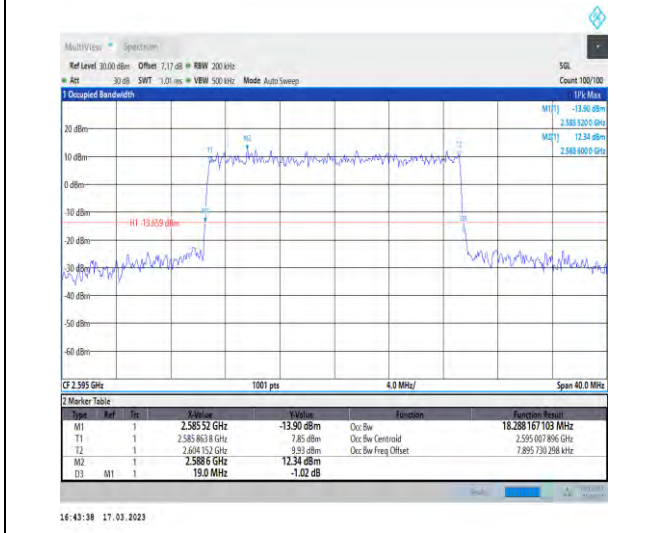 MultiView Spectrum
Ref Level 30.00 dBm Offset 7.17 dB RBW 200 kHz SGL
Att 30 dB SWT 1.01 ms VBW 500 kHz Mode Auto Sweep Count 100/100
1 Occupied Bandwidth 1Pk Max
M1[1] -13.90 dBm
2.585 520 0 GHz
M2[1] 12.34 dBm
2.588 600 0 GHz
20 dBm
M2
T1
T2
10 dBm
0 dBm
-10 dBm
H1 -13.659 dBm
-20 dBm
-30 dBm
-40 dBm
-50 dBm
-60 dBm
CF 2.595 GHz 1001 pts 4.0 MHz/ Span 40.0 MHz
2 Marker Table
Type Ref Trc X-Value Y-Value Function Function Result
M1 1 2.58552 GHz -13.90 dBm Occ Bw 18.288 167 103 MHz
T1 1 2.585 863 8 GHz 7.85 dBm Occ Bw Centroid 2.595 007 896 GHz
T2 1 2.604 152 GHz 9.93 dBm Occ Bw Freq Offset 7.895 730 298 kHz
M2 1 2.5886 GHz 12.34 dBm
D3 M1 1 19.0 MHz -1.02 dB
16:43:38 17.03.2023